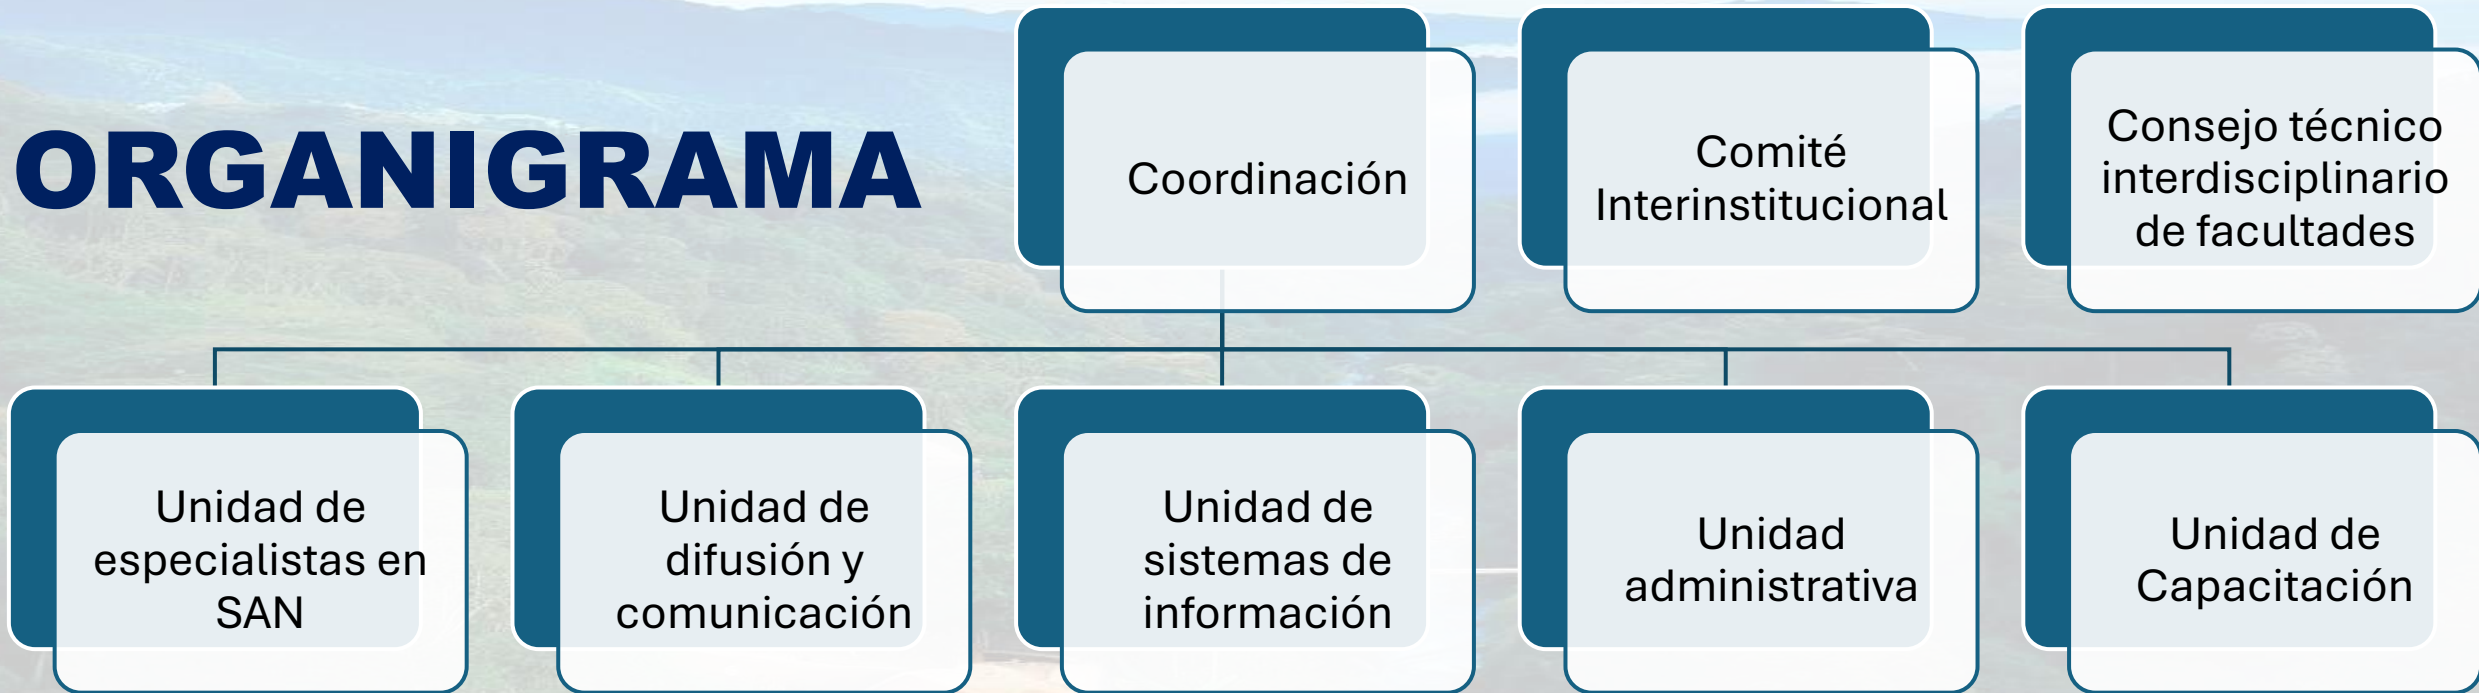 ORGANIGRAMA
Coordinación
Comité
Interinstitucional
Consejo técnico
interdisciplinario
de facultades
Unidad de
especialistas en
SAN
Unidad de
difusión y
comunicación
Unidad de
sistemas de
información
Unidad
administrativa
Unidad de
Capacitación